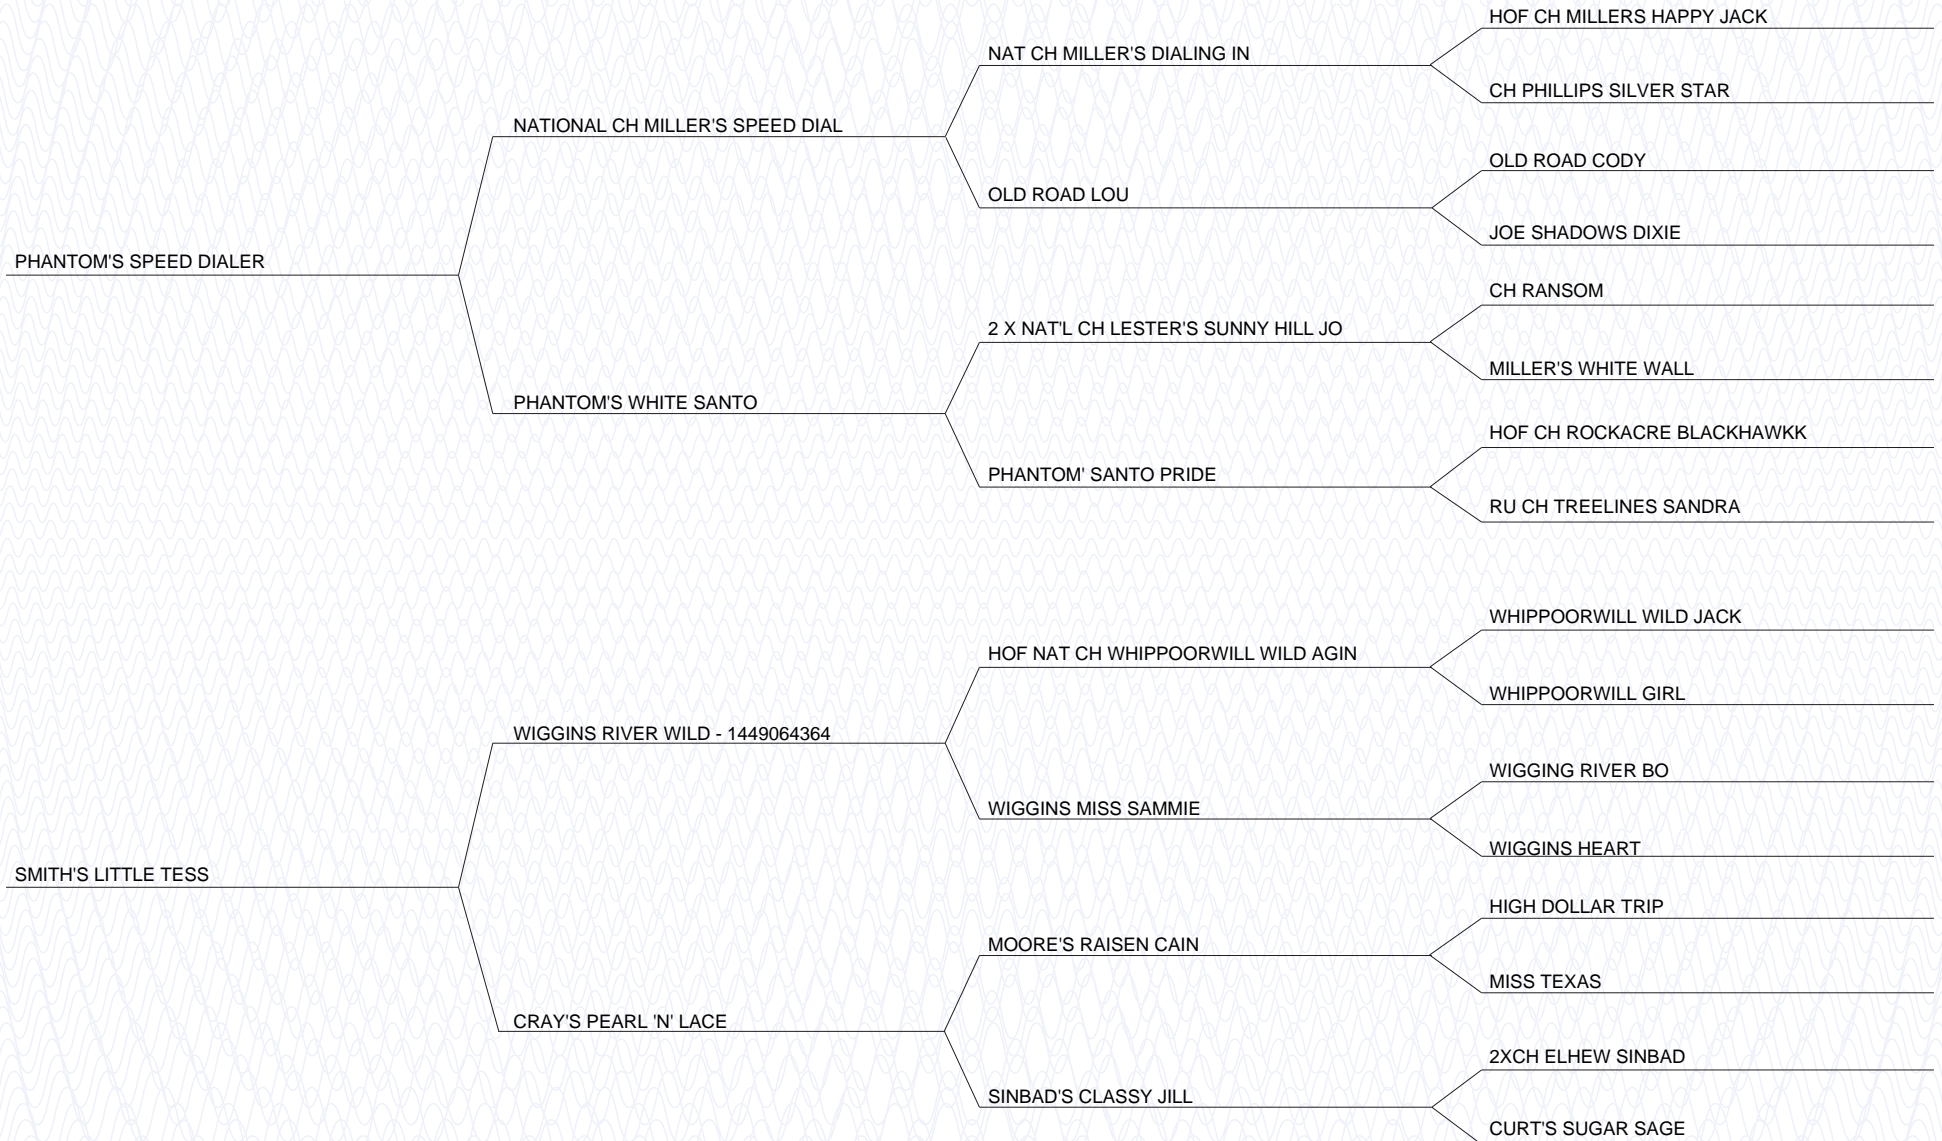 HOF CH MILLERS HAPPY JACK
NAT CH MILLER'S DIALING IN
CH PHILLIPS SILVER STAR
NATIONAL CH MILLER'S SPEED DIAL
OLD ROAD CODY
OLD ROAD LOU
JOE SHADOWS DIXIE
PHANTOM'S SPEED DIALER
CH RANSOM
2 X NAT'L CH LESTER'S SUNNY HILL JO
MILLER'S WHITE WALL
PHANTOM'S WHITE SANTO
HOF CH ROCKACRE BLACKHAWKK
PHANTOM' SANTO PRIDE
RU CH TREELINES SANDRA
WHIPPOORWILL WILD JACK
HOF NAT CH WHIPPOORWILL WILD AGIN
WHIPPOORWILL GIRL
WIGGINS RIVER WILD - 1449064364
WIGGING RIVER BO
WIGGINS MISS SAMMIE
WIGGINS HEART
SMITH'S LITTLE TESS
HIGH DOLLAR TRIP
MOORE'S RAISEN CAIN
MISS TEXAS
CRAY'S PEARL 'N' LACE
2XCH ELHEW SINBAD
SINBAD'S CLASSY JILL
CURT'S SUGAR SAGE